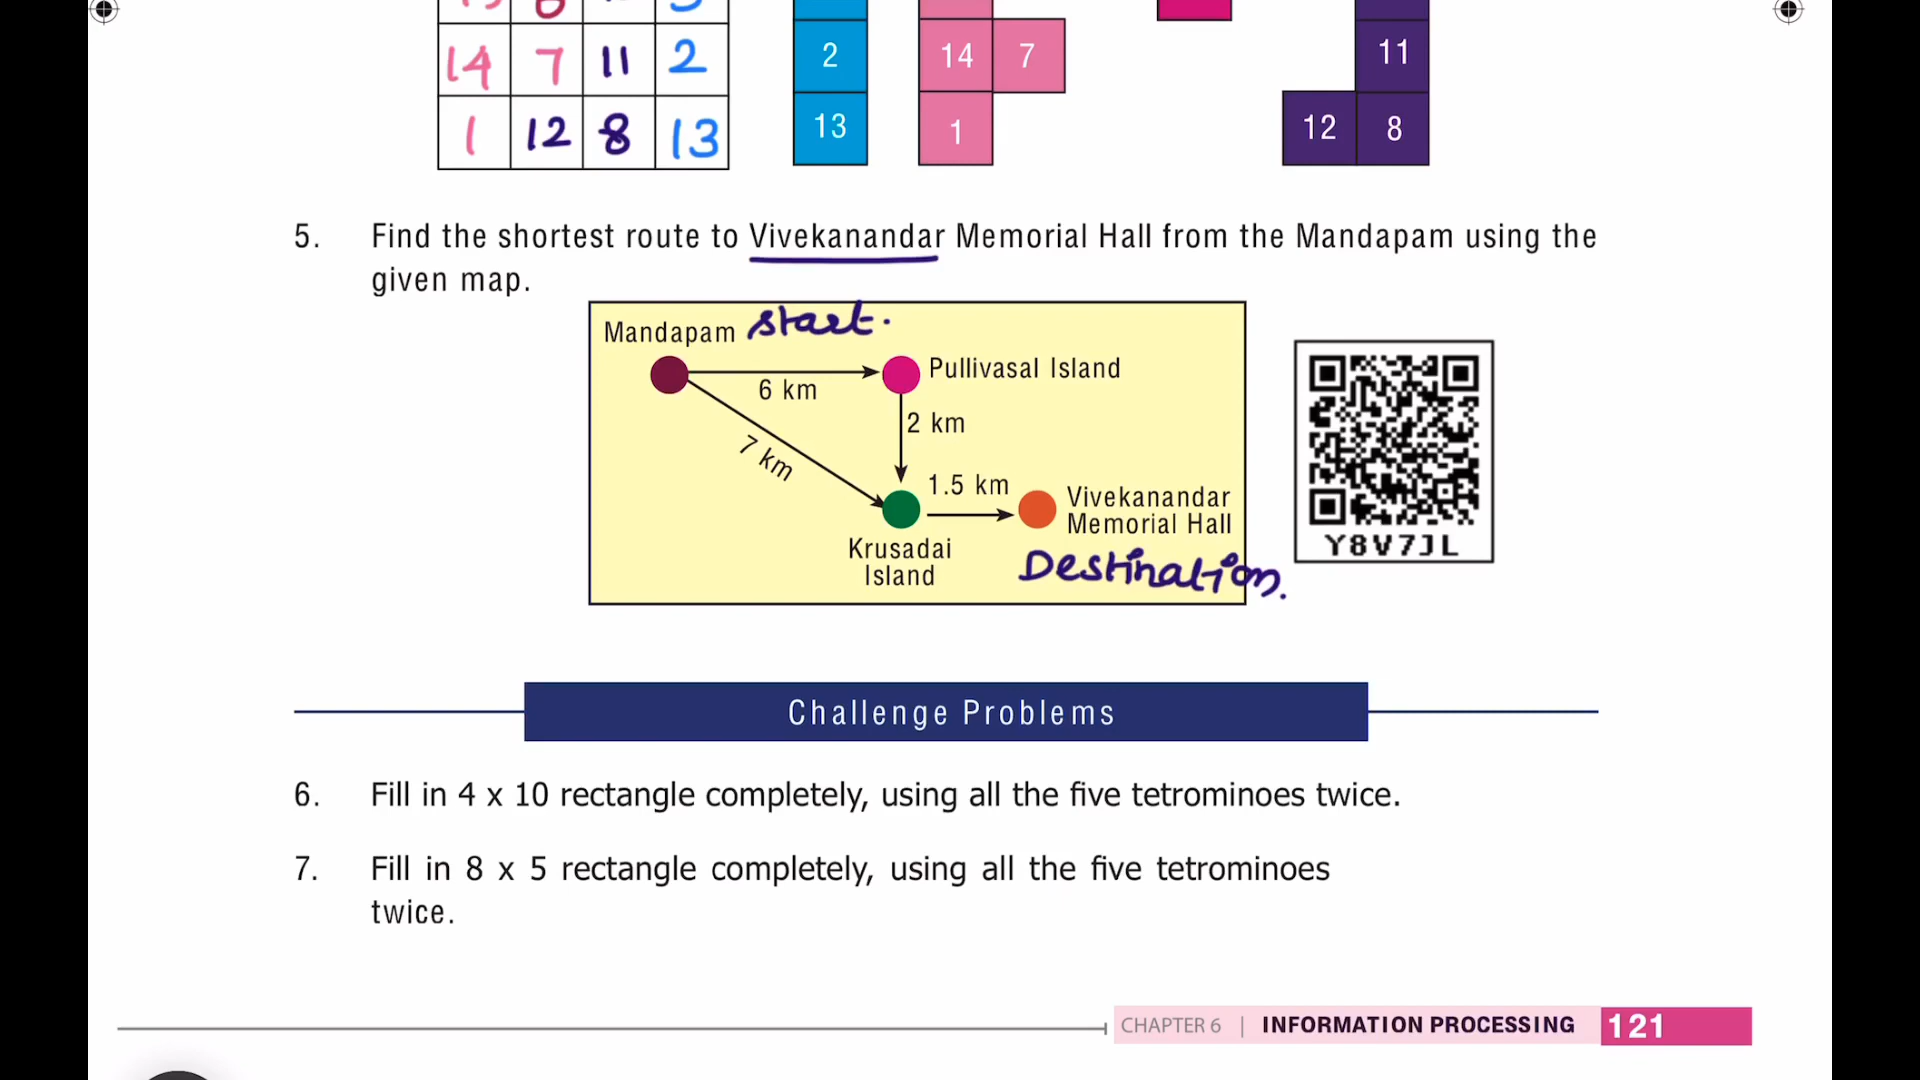 14 7 11 2
1 12 8 13
2
13
14 7
1
11
12 8
5. Find the shortest route to Vivekanandar Memorial Hall from the Mandapam using the
given map.
Mandapam start.
Pullivasal Island
6 km
2 km
7 km
1.5 km
Vivekanandar
Memorial Hall
Krusadai
Island
Destination.
Y8V7JL
Challenge Problems
6. Fill in 4 x 10 rectangle completely, using all the five tetrominoes twice.
7. Fill in 8 x 5 rectangle completely, using all the five tetrominoes
twice.
CHAPTER 6 | INFORMATION PROCESSING 121